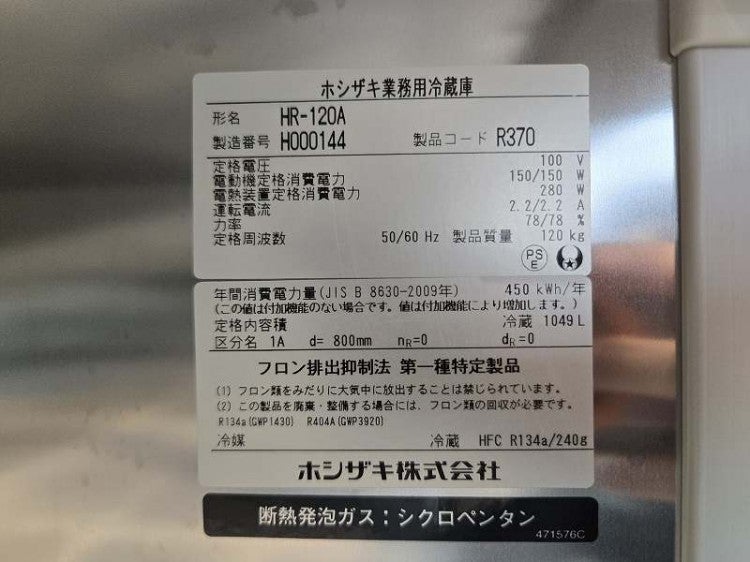 ホシザキ業務用冷蔵庫
形名 HR-120A
製造番号 H000144 製品コード R370
定格電圧 100 V
電動機定格消費電力 150/150 W
電熱装置定格消費電力 280 W
運転電流 2.2/2.2 A
力率 78/78 %
定格周波数 50/60 Hz 製品質量 120 kg
PS E
年間消費電力量(JIS B 8630-2009年) 450 kWh/年
(この値は付加機能のない場合です。値は付加機能により増加します。)
定格内容積 冷蔵 1049 L
区分名 1A d= 800mm nR=0 dR=0
フロン排出抑制法 第一種特定製品
(1) フロン類をみだりに大気中に放出することは禁じられています。
(2) この製品を廃棄・整備する場合には、フロン類の回収が必要です。
R134a(GWP1430) R404A(GWP3920)
冷媒 冷蔵 HFC R134a/240g
ホシザキ株式会社
断熱発泡ガス:シクロペンタン
471576C